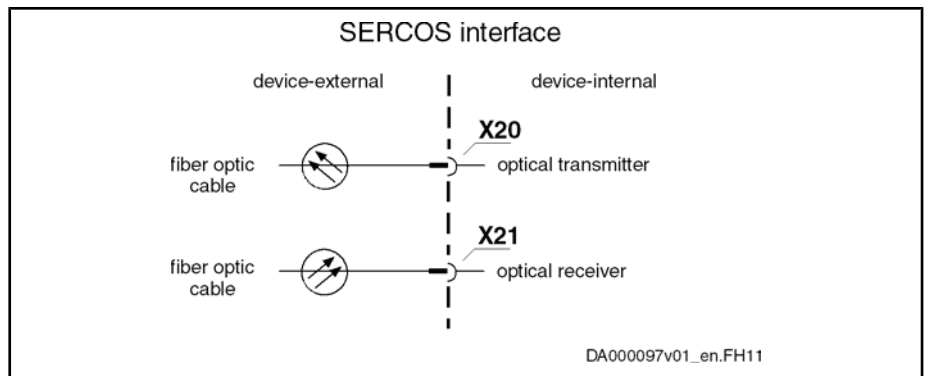 SERCOS interface
device-external
device-internal
X20
fiber optic
cable
optical transmitter
X21
fiber optic
cable
optical receiver
DA000097v01_en.FH11